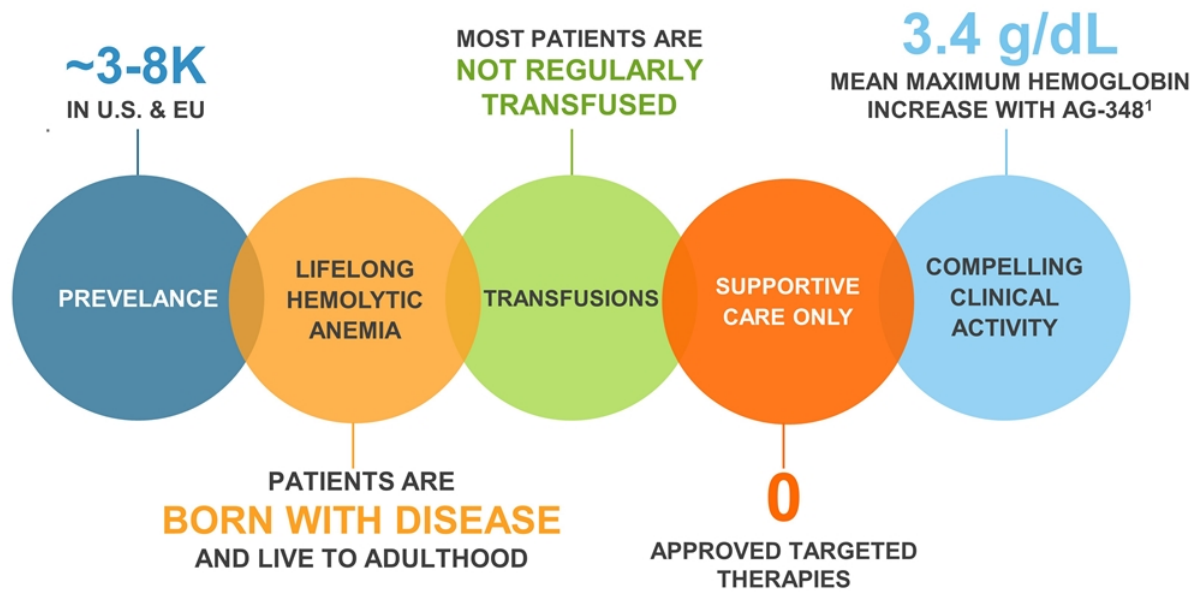 ~3-8K
IN U.S. & EU
PREVELANCE
LIFELONG
HEMOLYTIC
ANEMIA
PATIENTS ARE
BORN WITH DISEASE
AND LIVE TO ADULTHOOD
MOST PATIENTS ARE
NOT REGULARLY
TRANSFUSED
TRANSFUSIONS
SUPPORTIVE
CARE ONLY
0
APPROVED TARGETED
THERAPIES
3.4 g/dL
MEAN MAXIMUM HEMOGLOBIN
INCREASE WITH AG-348¹
COMPELLING
CLINICAL
ACTIVITY